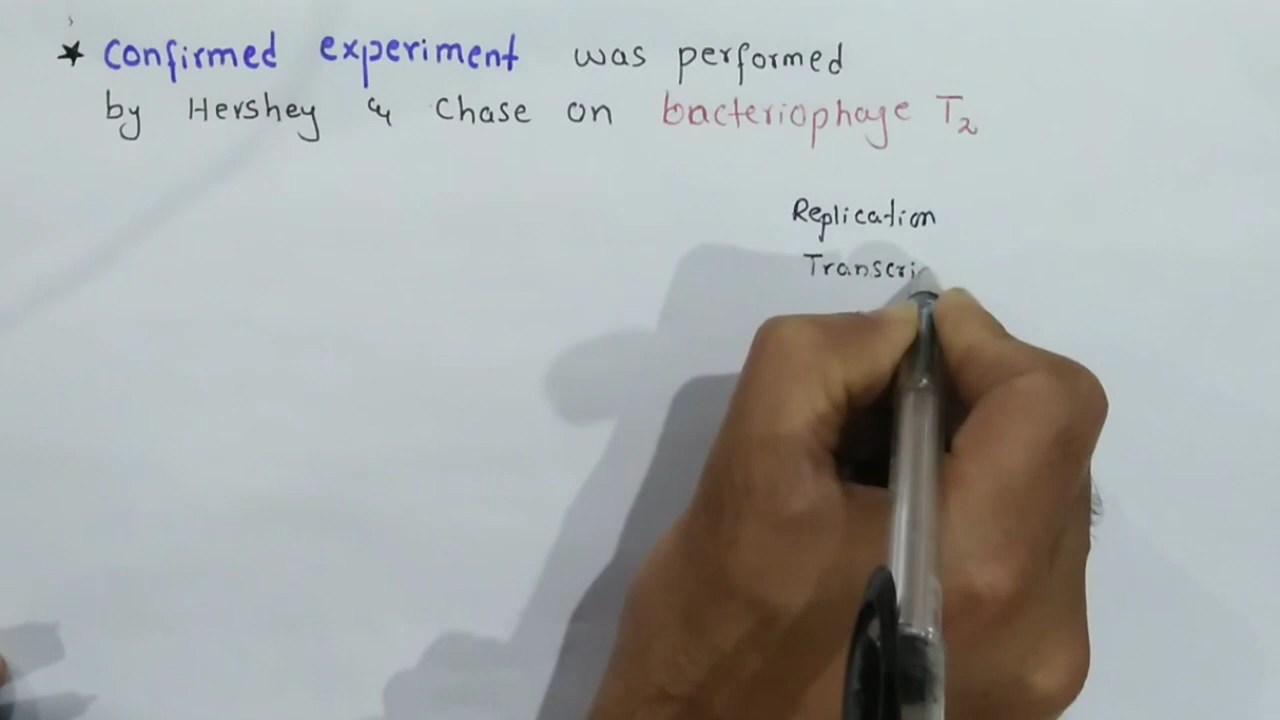 ★ Confirmed experiment was performed
by Hershey & Chase on bacteriophage T₂
Replication
Transcri